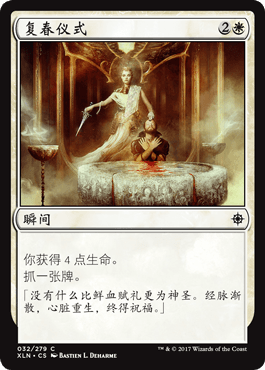 复春仪式 2
瞬间
你获得 4 点生命。
抓一张牌。
「没有什么比鲜血赋礼更为神圣。经脉渐
散，心脏重生，终得祝福。」
032/279 C
XLN • CS BASTIEN L. DEHARME
™ & © 2017 Wizards of the Coast